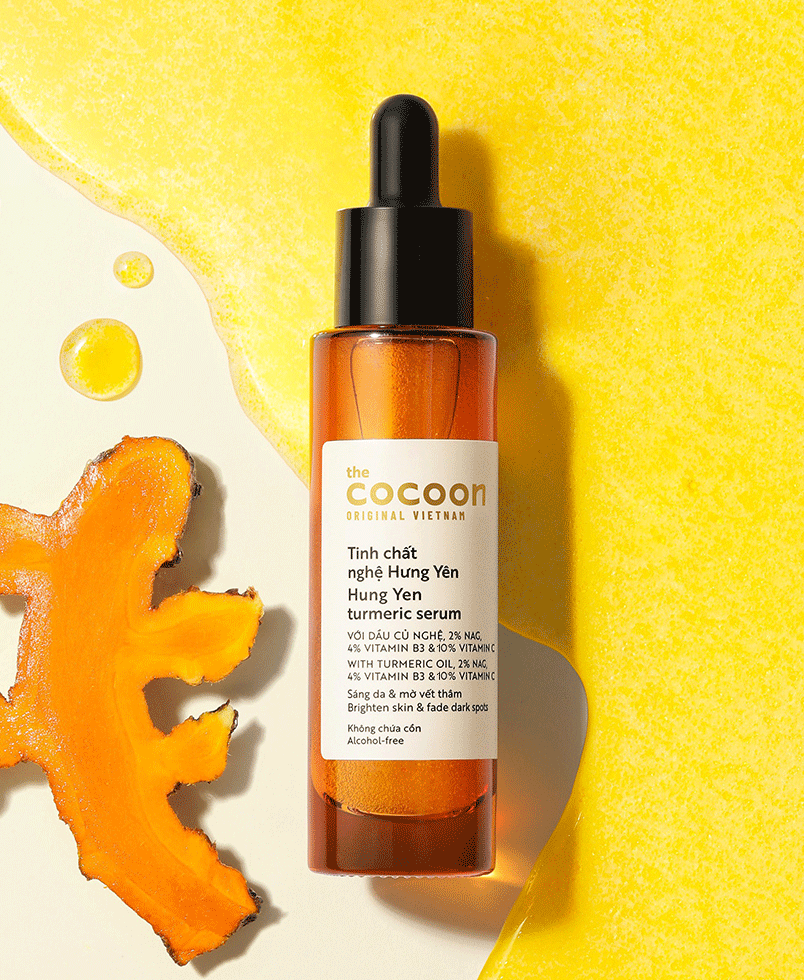 the
cocoon
ORIGINAL VIETNAM
Tinh chất
nghệ Hưng Yên
Hung Yen
turmeric serum
VỚI DẦU CỦ NGHỆ, 2% NAG,
4% VITAMIN B3 & 10% VITAMIN C
WITH TURMERIC OIL, 2% NAG,
4% VITAMIN B3 & 10% VITAMIN C
Sáng da & mờ vết thâm
Brighten skin & fade dark spots
Không chứa cồn
Alcohol-free